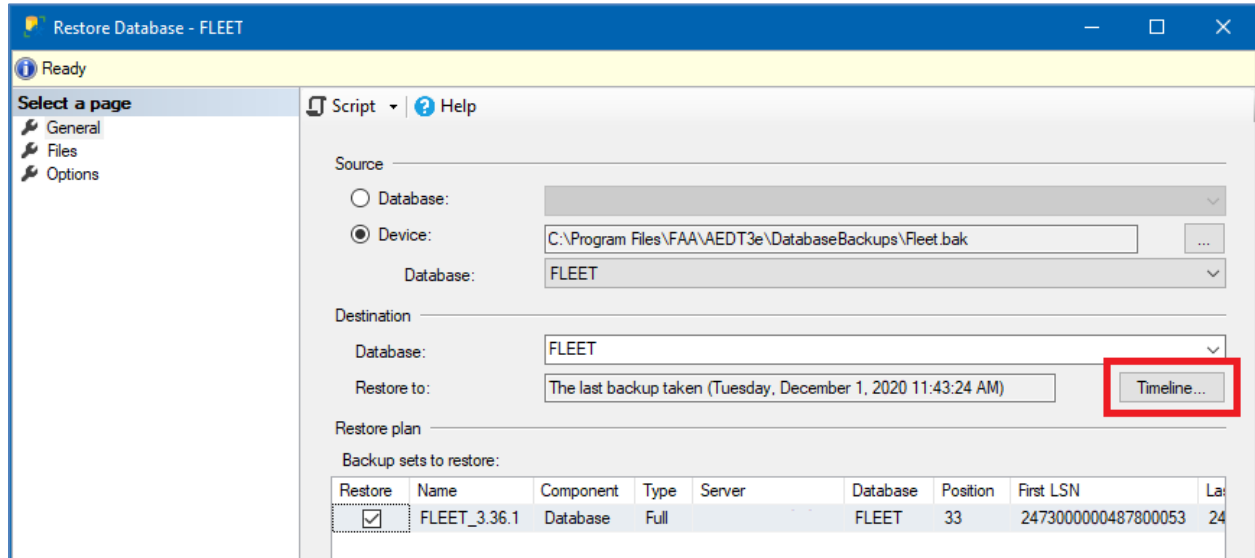 Restore Database - FLEET
Ready
Select a page
General
Files
Options
Script
Help
Source
Database:
Device:
C:\Program Files\FAA\AEDT3e\DatabaseBackups\Fleet.bak
...
Database:
FLEET
Destination
Database:
FLEET
Restore to:
The last backup taken (Tuesday, December 1, 2020 11:43:24 AM)
Timeline...
Restore plan
Backup sets to restore:
Restore Name Component Type Server Database Position First LSN Las
FLEET_3.36.1 Database Full FLEET 33 2473000000487800053 24